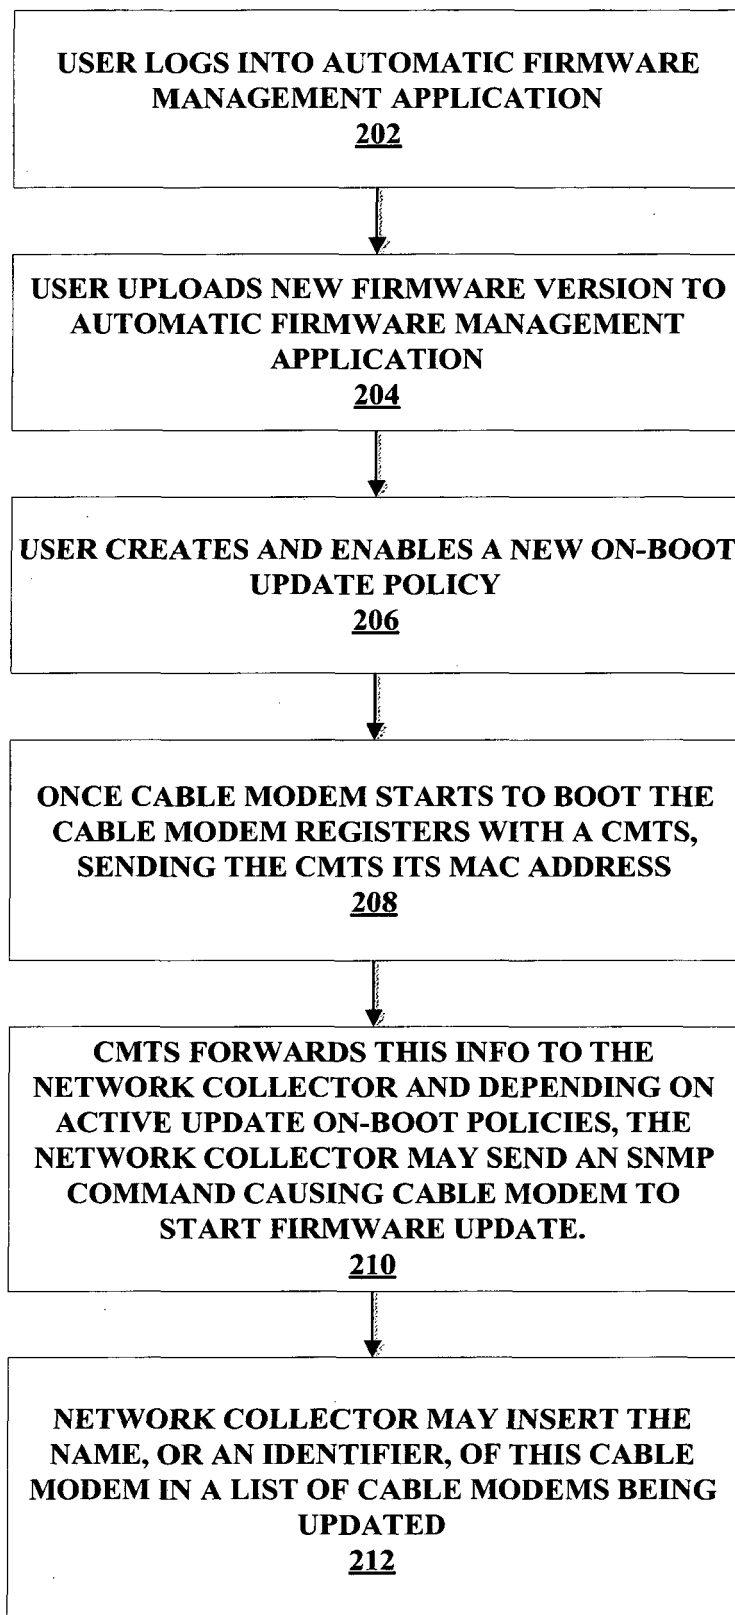 USER LOGS INTO AUTOMATIC FIRMWARE
MANAGEMENT APPLICATION
202
USER UPLOADS NEW FIRMWARE VERSION TO
AUTOMATIC FIRMWARE MANAGEMENT
APPLICATION
204
USER CREATES AND ENABLES A NEW ON-BOOT
UPDATE POLICY
206
ONCE CABLE MODEM STARTS TO BOOT THE
CABLE MODEM REGISTERS WITH A CMTS,
SENDING THE CMTS ITS MAC ADDRESS
208
CMTS FORWARDS THIS INFO TO THE
NETWORK COLLECTOR AND DEPENDING ON
ACTIVE UPDATE ON-BOOT POLICIES, THE
NETWORK COLLECTOR MAY SEND AN SNMP
COMMAND CAUSING CABLE MODEM TO
START FIRMWARE UPDATE.
210
NETWORK COLLECTOR MAY INSERT THE
NAME, OR AN IDENTIFIER, OF THIS CABLE
MODEM IN A LIST OF CABLE MODEMS BEING
UPDATED
212